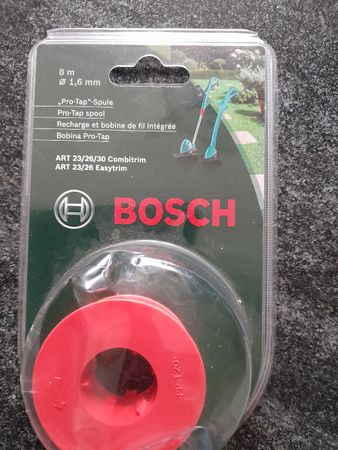 8 m
ø 1,6 mm
„Pro-Tap"-Spule
Pro-Tap spool
Recharge et bobine de fil intégrée
Bobina Pro-Tap
ART 23/26/30 Combitrim
ART 23/26 Easytrim
BOSCH